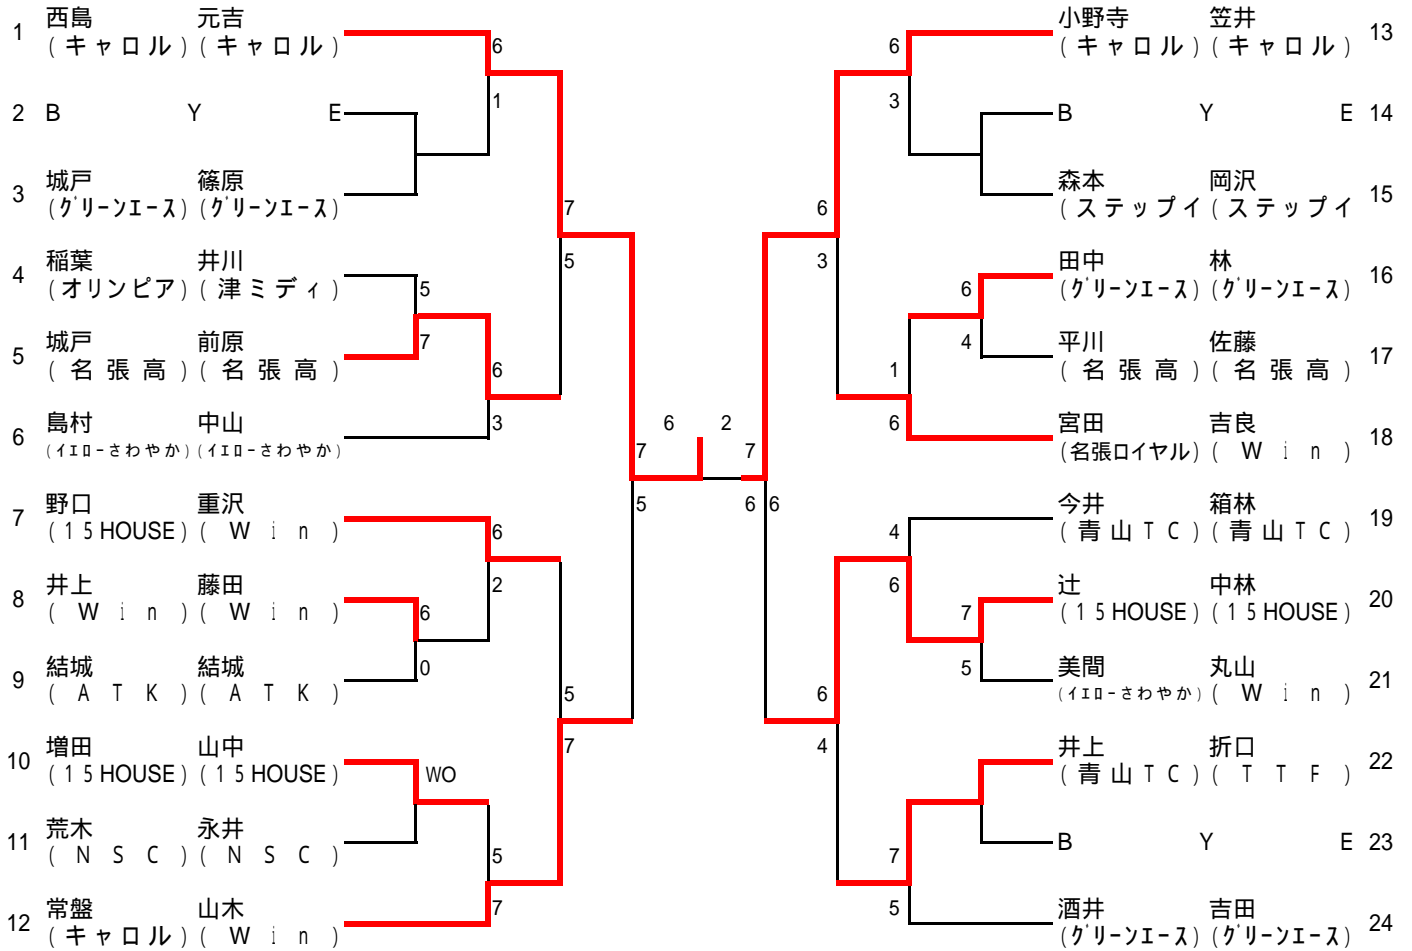 1 西島 元吉
(キャロル) (キャロル)
2 B Y E
3 城戸 篠原
(グリーンエース) (グリーンエース)
4 稲葉 井川
(オリンピア) (津ミディ)
5 城戸 前原
(名張高) (名張高)
6 島村 中山
(イエローさわやか) (イエローさわやか)
7 野口 重沢
(15HOUSE) (Win)
8 井上 藤田
(Win) (Win)
9 結城 結城
(ATK) (ATK)
10 増田 山中
(15HOUSE) (15HOUSE)
11 荒木 永井
(NSC) (NSC)
12 常盤 山木
(キャロル) (Win)
6
1
7
5
5
7
6
3
7
5
6
2
6
0
5
7
WO
5
7
6 2
7
6 6
小野寺 笠井 13
(キャロル) (キャロル)
B Y E 14
森本 岡沢 15
(ステップイ (ステップイ
田中 林 16
(グリーンエース) (グリーンエース)
平川 佐藤 17
(名張高) (名張高)
宮田 吉良 18
(名張ロイヤル) (Win)
今井 箱林 19
(青山TC) (青山TC)
辻 中林 20
(15HOUSE) (15HOUSE)
美間 丸山 21
(イエローさわやか) (Win)
井上 折口 22
(青山TC) (TTF)
B Y E 23
酒井 吉田 24
(グリーンエース) (グリーンエース)
6
3
6
3
6
4
1
6
4
6
7
5
6
4
7
5